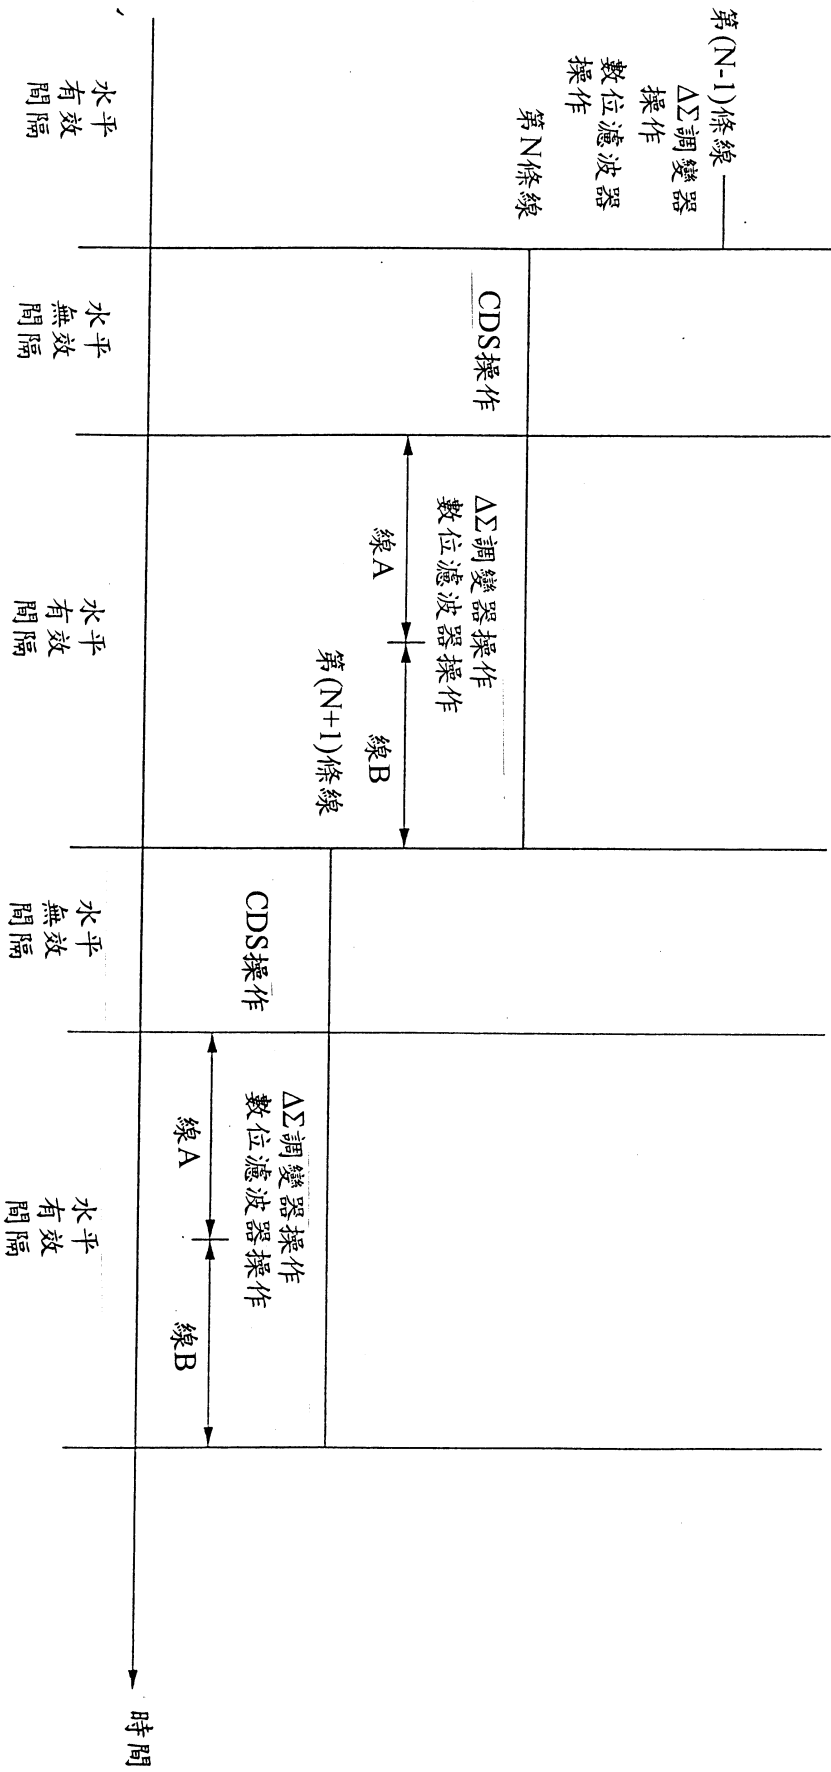 第(N-1)條線
ΔΣ調變器
操作
數位濾波器
操作
第N條線
CDS操作
ΔΣ調變器操作
數位濾波器操作
線A
線B
第(N+1)條線
CDS操作
ΔΣ調變器操作
數位濾波器操作
線A
線B
水平
有效
間隔
水平
無效
間隔
水平
有效
間隔
水平
無效
間隔
水平
有效
間隔
時間